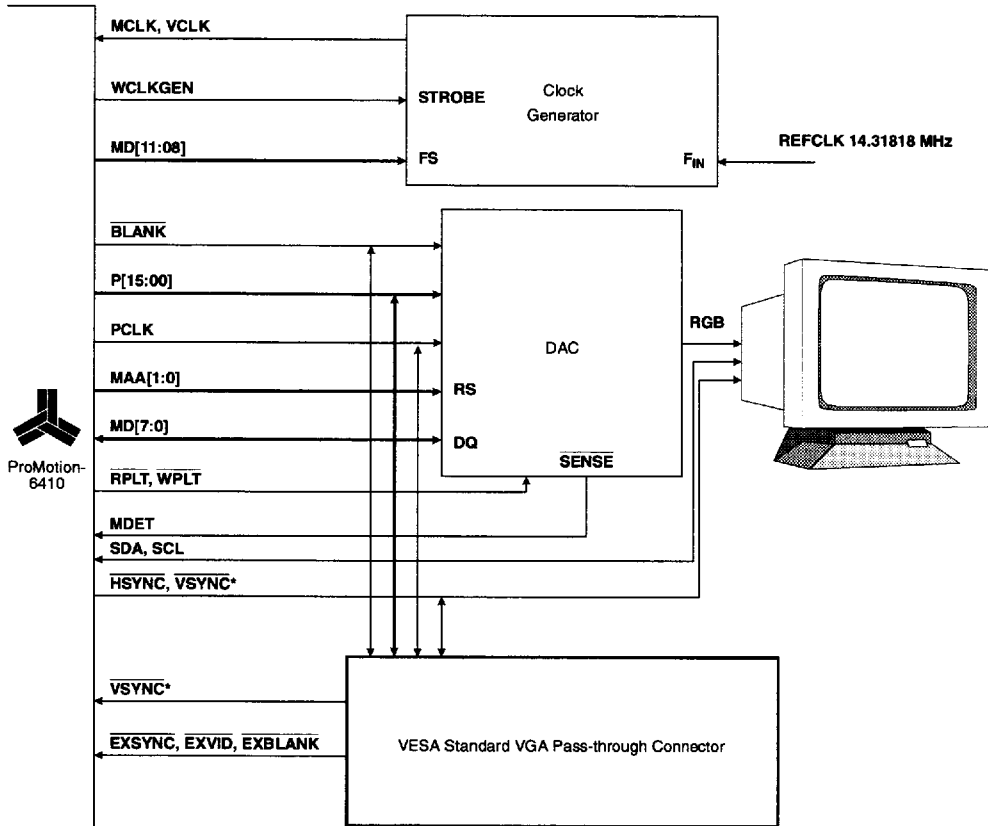 MCLK, VCLK
WCLKGEN
STROBE
Clock
Generator
MD[11:08]
FS
FIN
REFCLK 14.31818 MHz
BLANK
P[15:00]
PCLK
DAC
RGB
MAA[1:0]
RS
MD[7:0]
DQ
ProMotion-
6410
SENSE
RPLT, WPLT
MDET
SDA, SCL
HSYNC, VSYNC*
VSYNC*
EXSYNC, EXVID, EXBLANK
VESA Standard VGA Pass-through Connector